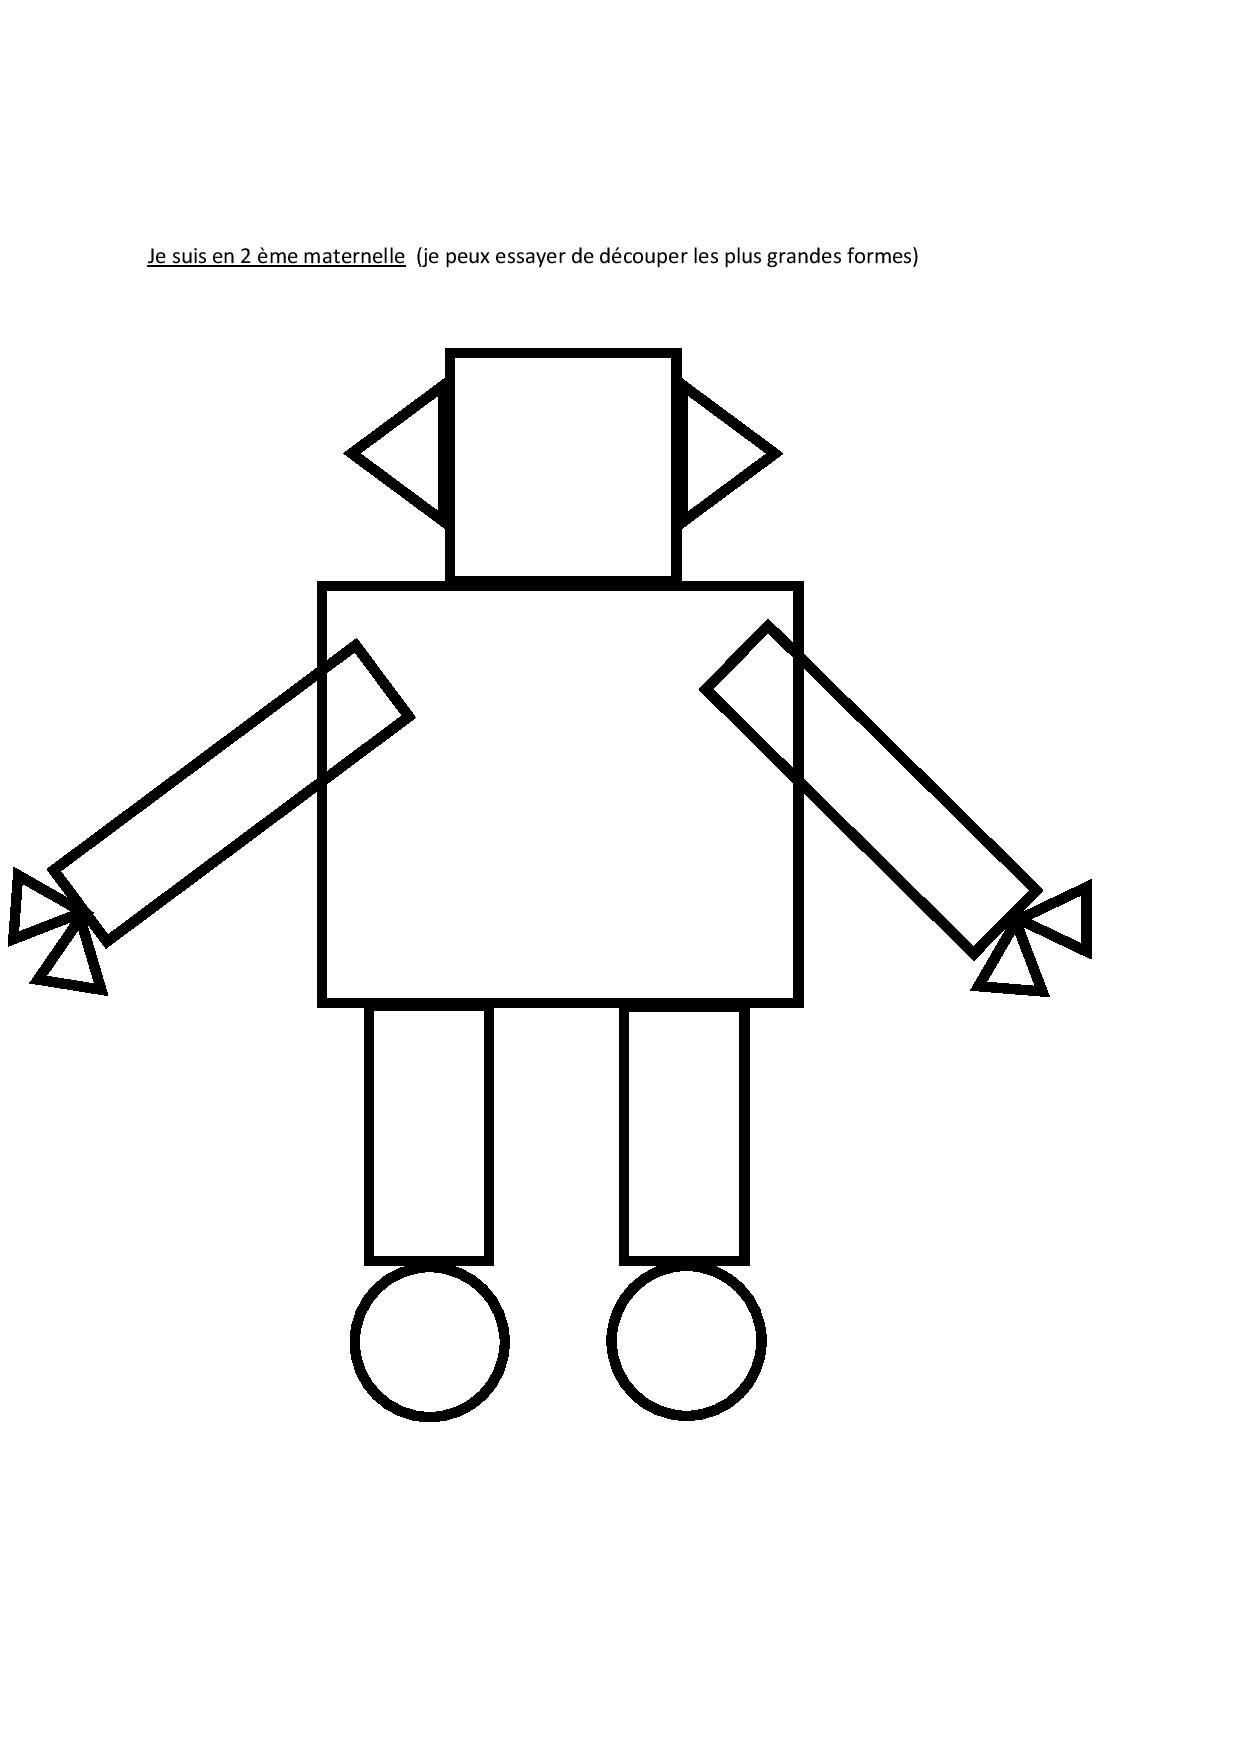 Je suis en 2 ème maternelle (je peux essayer de découper les plus grandes formes)